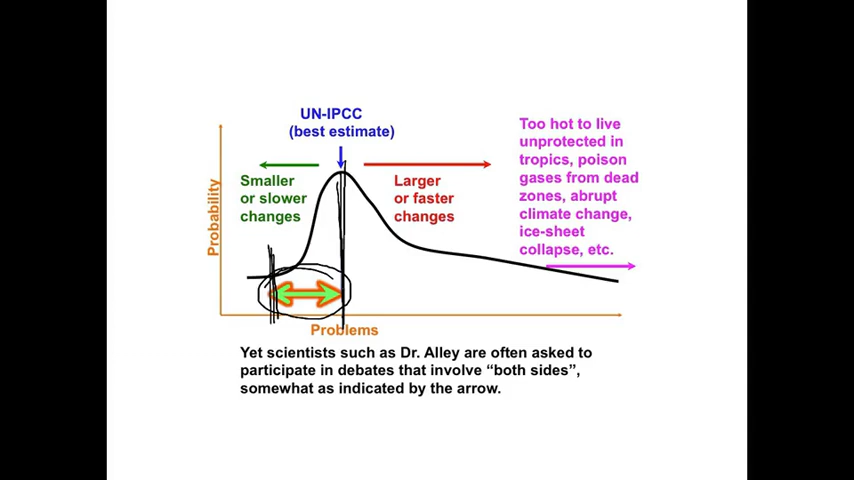 UN-IPCC
(best estimate)
Smaller
or slower
changes
Larger
or faster
changes
Too hot to live
unprotected in
tropics, poison
gases from dead
zones, abrupt
climate change,
ice-sheet
collapse, etc.
Probability
Problems
Yet scientists such as Dr. Alley are often asked to
participate in debates that involve “both sides”,
somewhat as indicated by the arrow.